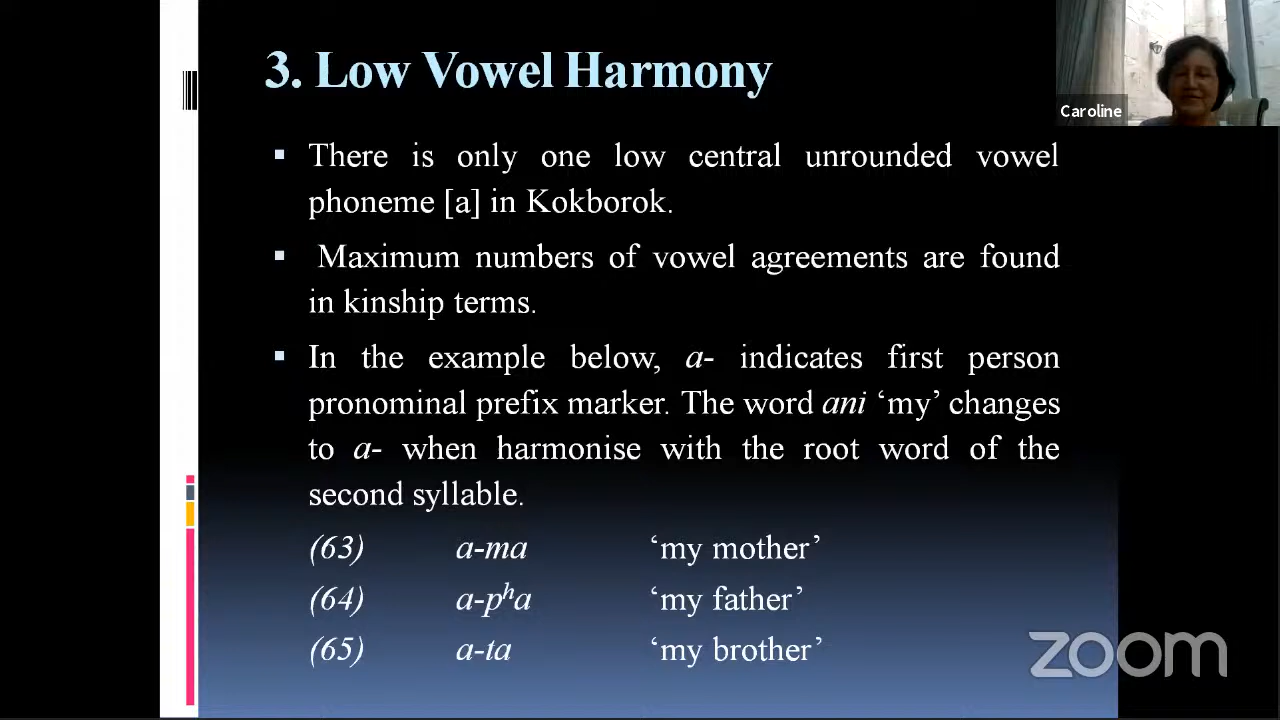 3. Low Vowel Harmony
Caroline
▪ There is only one low central unrounded vowel
phoneme [a] in Kokborok.
▪ Maximum numbers of vowel agreements are found
in kinship terms.
▪ In the example below, a- indicates first person
pronominal prefix marker. The word ani ‘my’ changes
to a- when harmonise with the root word of the
second syllable.
(63) a-ma ‘my mother’
(64) a-pʰa ‘my father’
(65) a-ta ‘my brother’
zoom